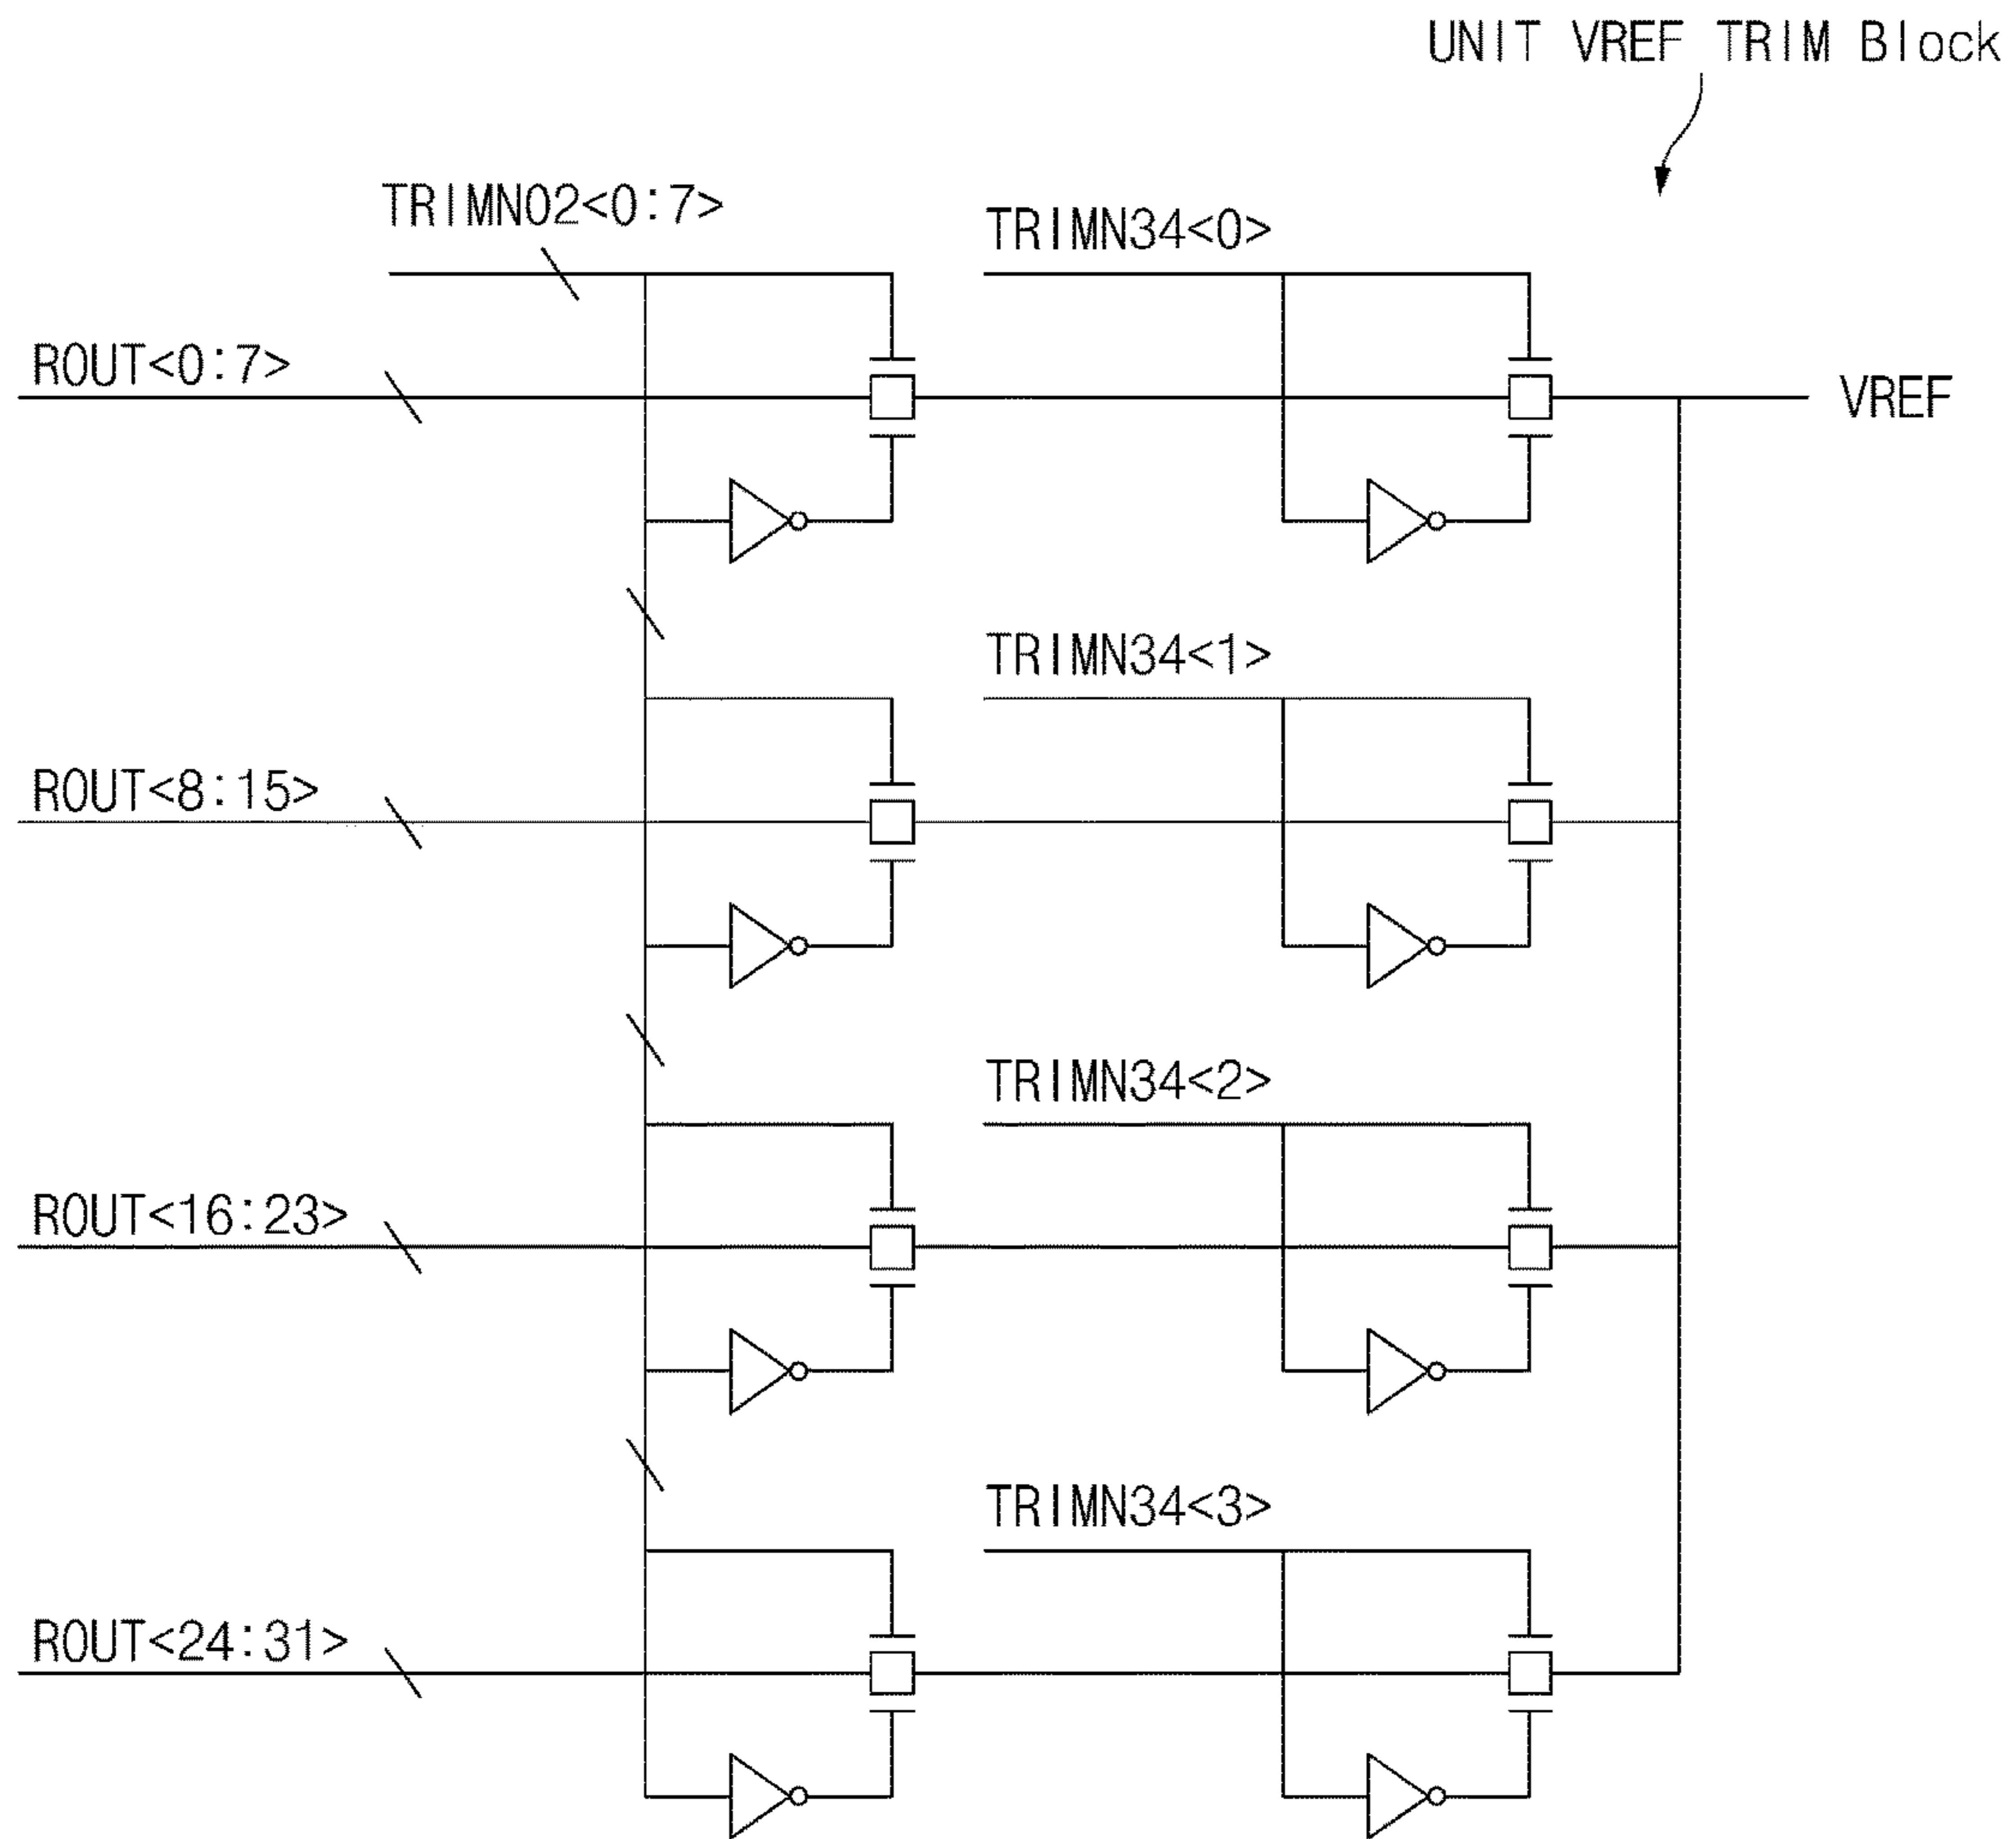 UNIT VREF TRIM Block
TRIMN02<0:7>
TRIMN34<0>
ROUT<0:7>
VREF
TRIMN34<1>
ROUT<8:15>
TRIMN34<2>
ROUT<16:23>
TRIMN34<3>
ROUT<24:31>